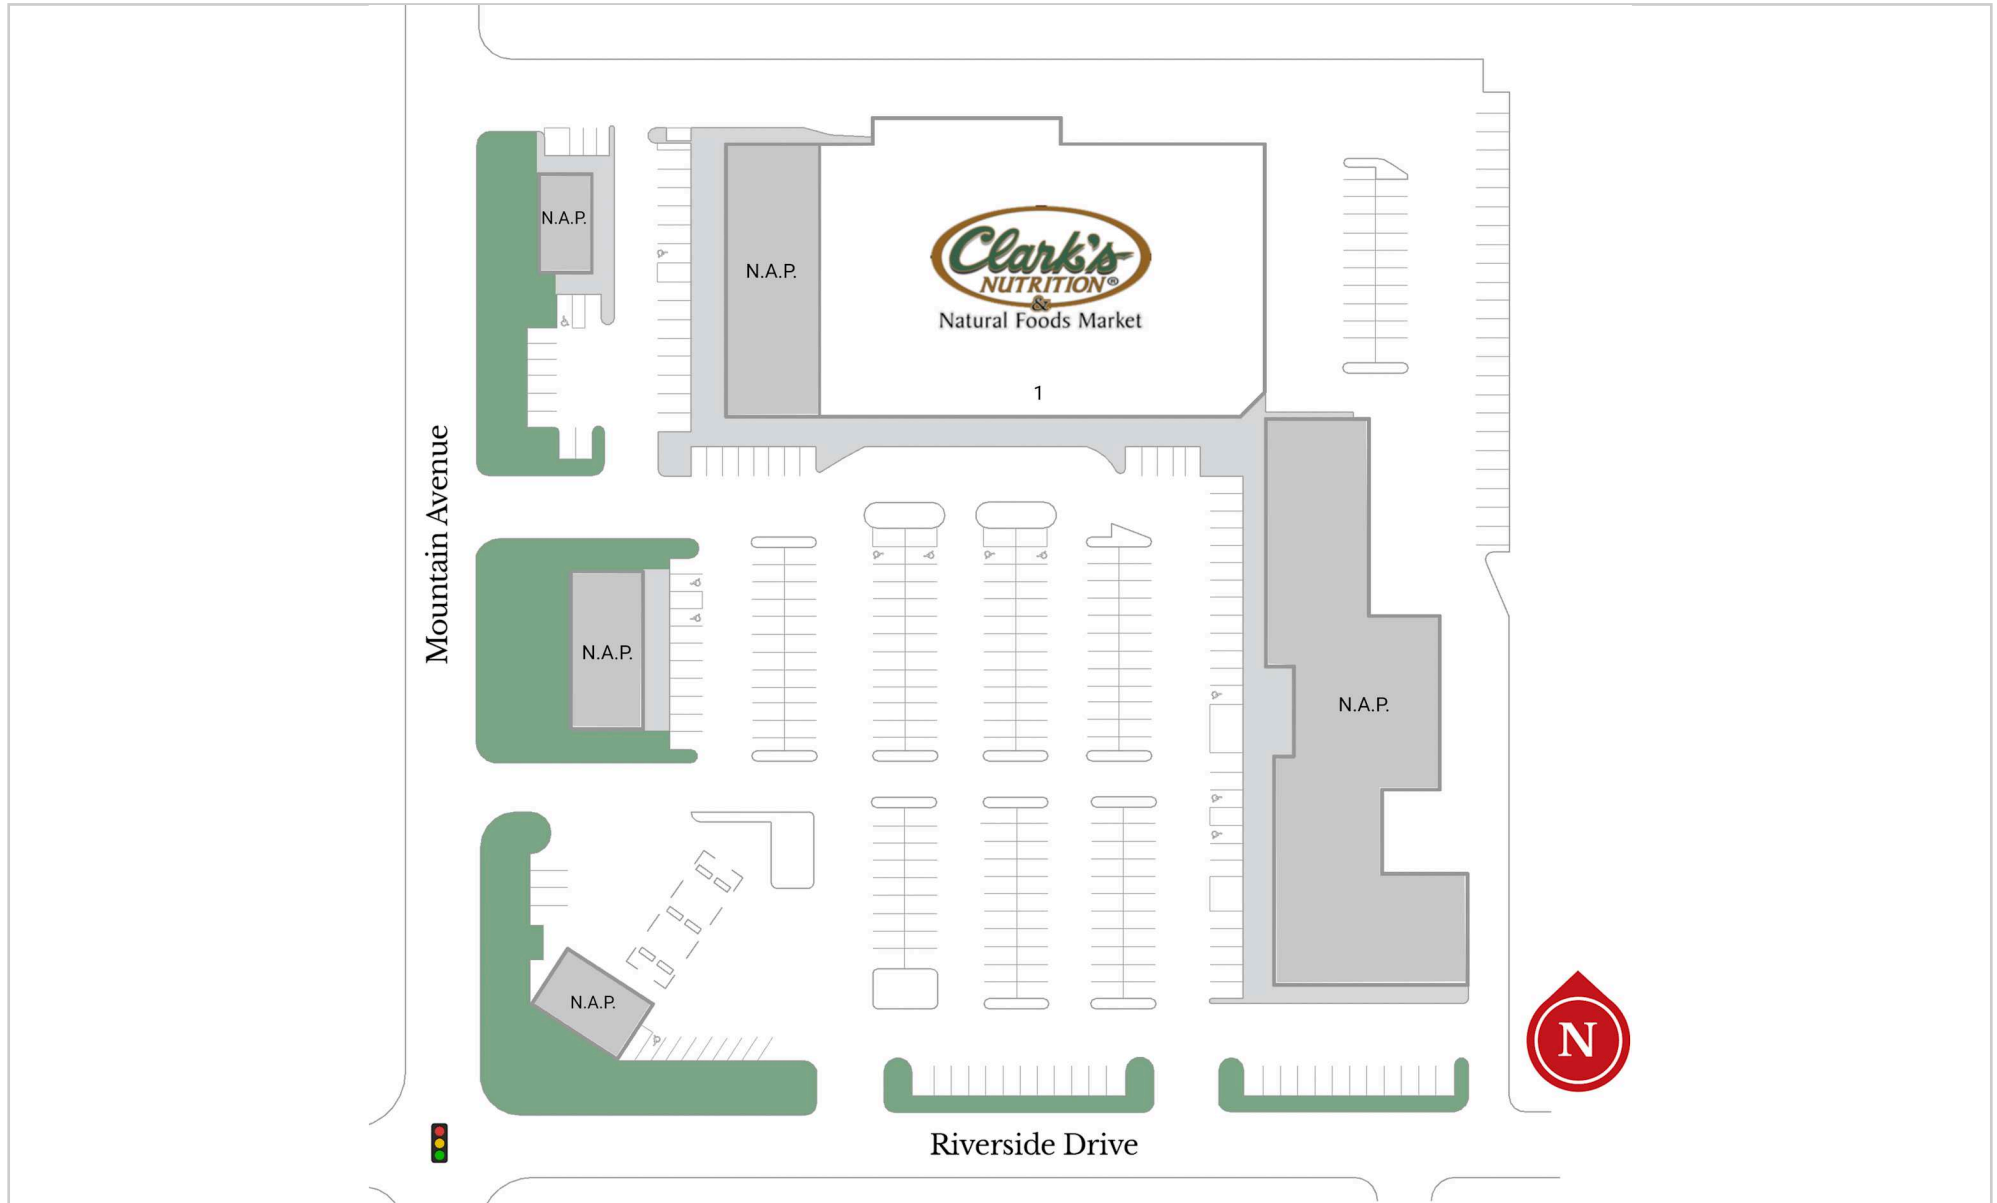 N.A.P.
N.A.P.
Clark's
NUTRITION®
&
Natural Foods Market
1
Mountain Avenue
N.A.P.
N.A.P.
N.A.P.
N
Riverside Drive